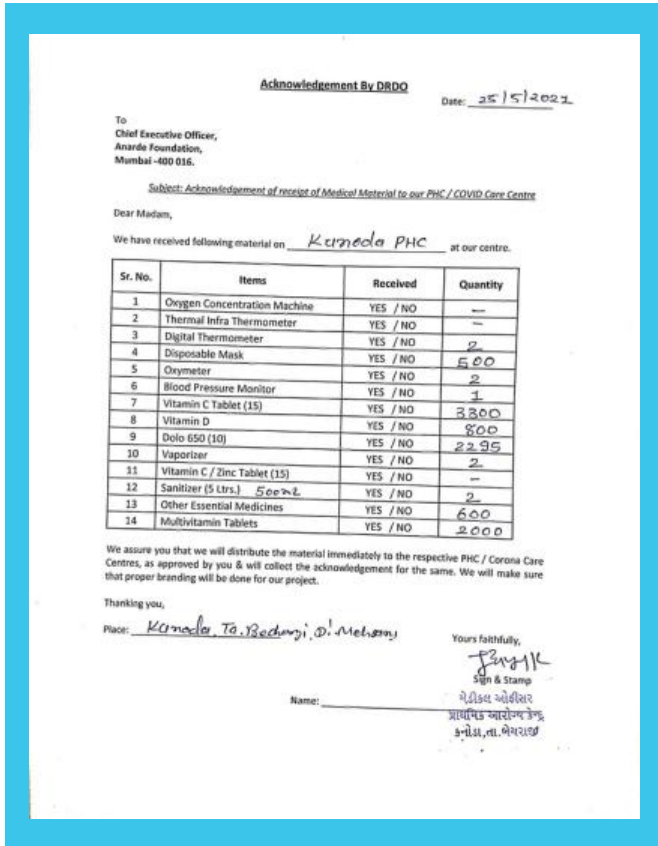 Acknowledgement By DRDO
Date: 25/5/2021
To
Chief Executive Officer,
Anarde Foundation,
Mumbai -400 016.
Subject: Acknowledgement of receipt of Medical Material to our PHC / COVID Care Centre
Dear Madam,
We have received following material on Kanoda PHC at our centre.
Sr. No. Items Received Quantity
1 Oxygen Concentration Machine YES / NO —
2 Thermal Infra Thermometer YES / NO —
3 Digital Thermometer YES / NO 2
4 Disposable Mask YES / NO 500
5 Oxymeter YES / NO 2
6 Blood Pressure Monitor YES / NO 1
7 Vitamin C Tablet (15) YES / NO 3300
8 Vitamin D YES / NO 800
9 Dolo 650 (10) YES / NO 2295
10 Vaporizer YES / NO 2
11 Vitamin C / Zinc Tablet (15) YES / NO —
12 Sanitizer (5 Ltrs.) 500ml YES / NO 2
13 Other Essential Medicines YES / NO 600
14 Multivitamin Tablets YES / NO 2000
We assure you that we will distribute the material immediately to the respective PHC / Corona Care
Centres, as approved by you & will collect the acknowledgement for the same. We will make sure
that proper branding will be done for our project.
Thanking you,
Place: Kanoda, Ta. Becharji, Di. Mehsana
Yours faithfully,
Sign & Stamp
મેડીકલ ઓફીસર
Name:
પ્રાથમિક આરોગ્ય કેન્દ્ર
કનોડા,તા.બેચરાજી